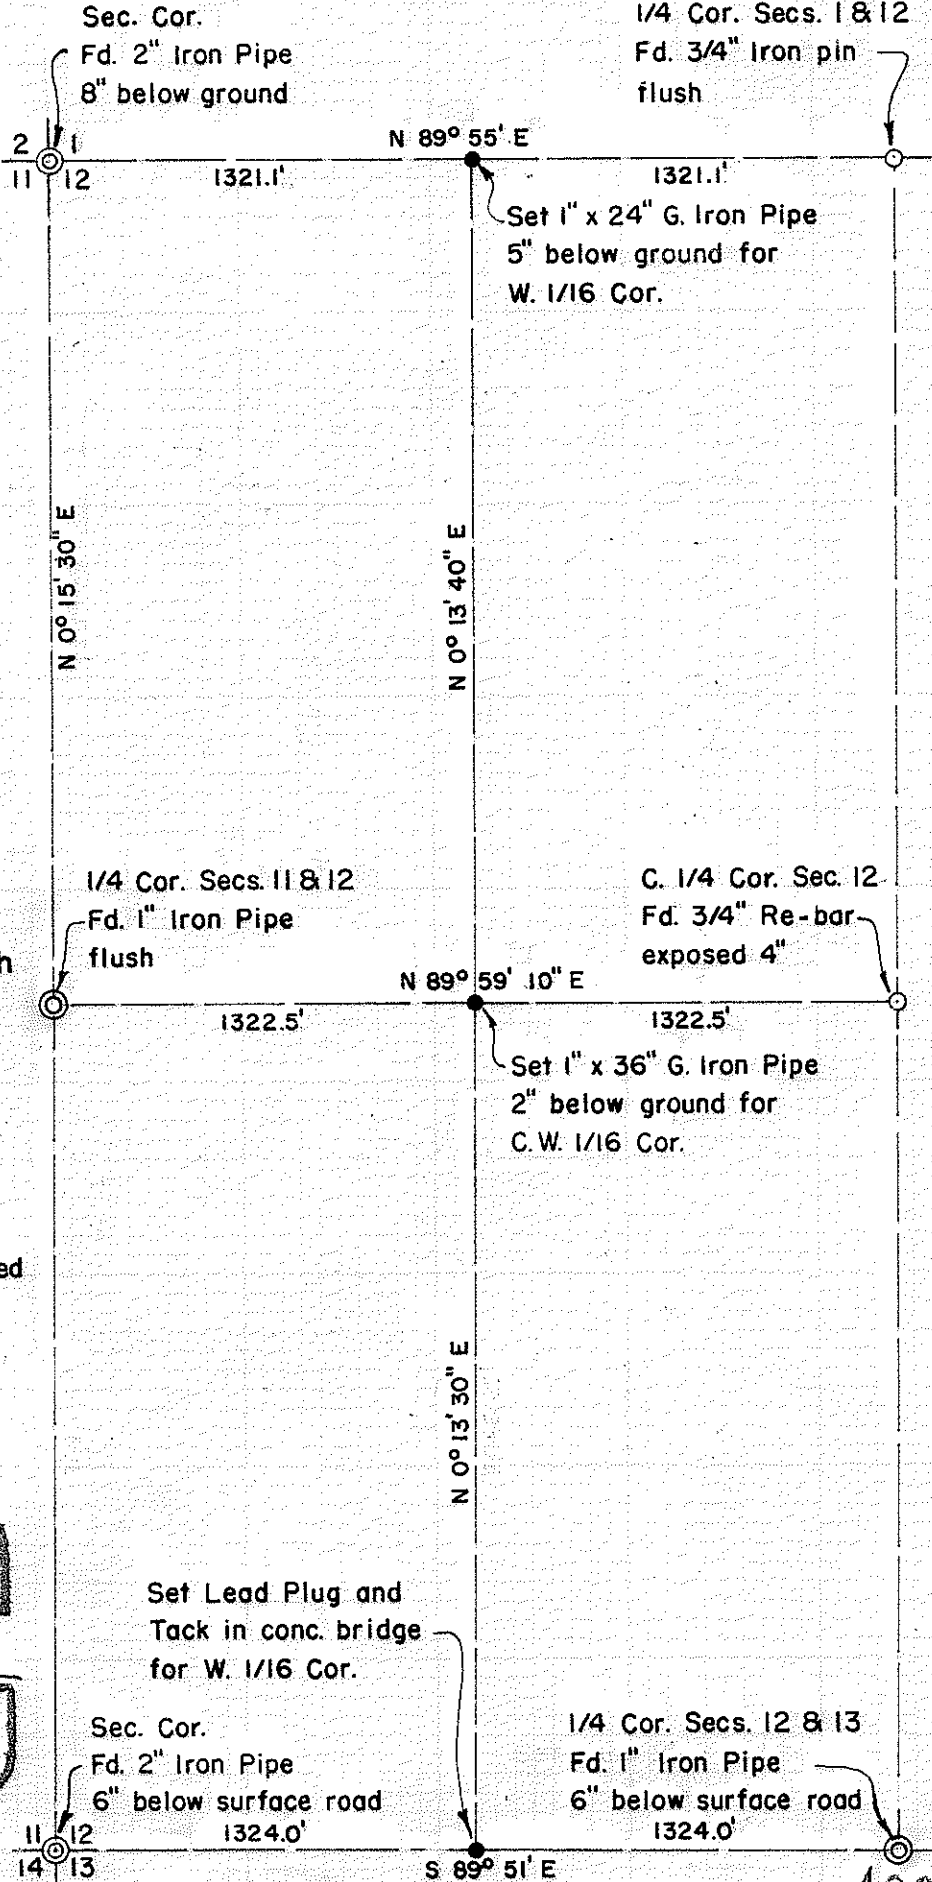 Sec. Cor.
Fd. 2" Iron Pipe
8" below ground
1/4 Cor. Secs. 1 & 12
Fd. 3/4" Iron pin
flush
2 1
11 12
N 89° 55' E
1321.1'
1321.1'
Set 1" x 24" G. Iron Pipe
5" below ground for
W. 1/16 Cor.
N 0° 15' 30" E
N 0° 13' 40" E
1/4 Cor. Secs. 11 & 12
Fd. 1" Iron Pipe
flush
C. 1/4 Cor. Sec. 12
Fd. 3/4" Re-bar
exposed 4"
h
N 89° 59' 10" E
1322.5'
1322.5'
Set 1" x 36" G. Iron Pipe
2" below ground for
C.W. 1/16 Cor.
ed
N 0° 13' 30" E
Set Lead Plug and
Tack in conc. bridge
for W. 1/16 Cor.
Sec. Cor.
Fd. 2" Iron Pipe
6" below surface road
1/4 Cor. Secs. 12 & 13
Fd. 1" Iron Pipe
6" below surface road
11 12
14 13
1324.0'
1324.0'
S 89° 51' E